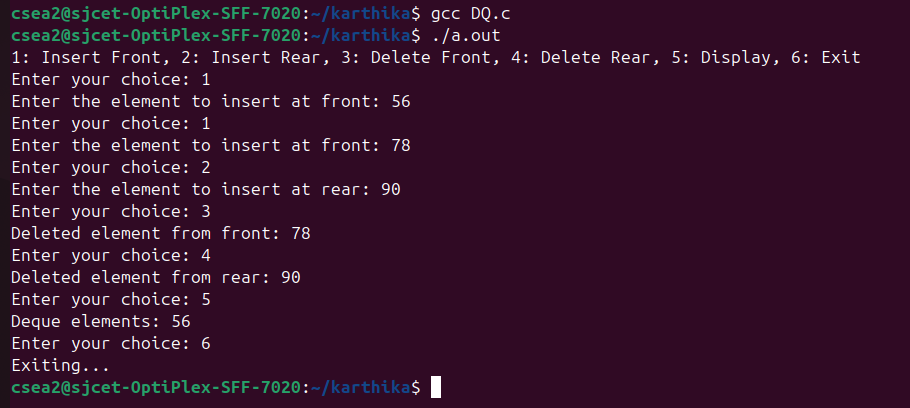 csea2@sjcet-OptiPlex-SFF-7020:~/karthika$ gcc DQ.c
csea2@sjcet-OptiPlex-SFF-7020:~/karthika$ ./a.out
1: Insert Front, 2: Insert Rear, 3: Delete Front, 4: Delete Rear, 5: Display, 6: Exit
Enter your choice: 1
Enter the element to insert at front: 56
Enter your choice: 1
Enter the element to insert at front: 78
Enter your choice: 2
Enter the element to insert at rear: 90
Enter your choice: 3
Deleted element from front: 78
Enter your choice: 4
Deleted element from rear: 90
Enter your choice: 5
Deque elements: 56
Enter your choice: 6
Exiting...
csea2@sjcet-OptiPlex-SFF-7020:~/karthika$